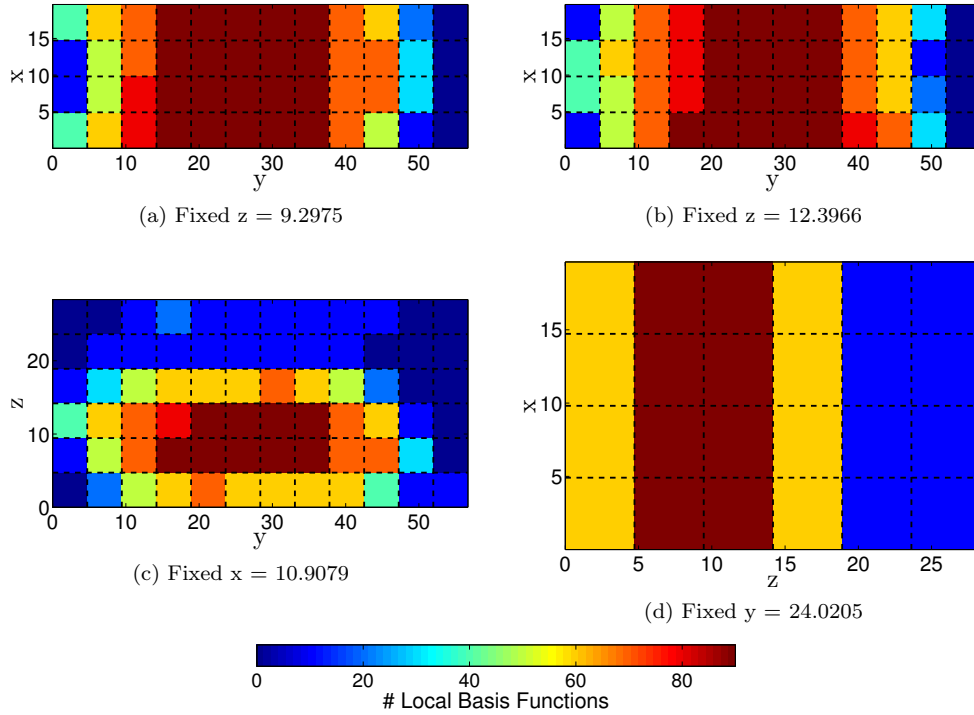 15
10
5
x
0 10 20 30 40 50
y
(a) Fixed z = 9.2975
15
10
5
x
0 10 20 30 40 50
y
(b) Fixed z = 12.3966
20
10
0
z
0 10 20 30 40 50
y
(c) Fixed x = 10.9079
15
10
5
x
0 5 10 15 20 25
z
(d) Fixed y = 24.0205
0 20 40 60 80
# Local Basis Functions